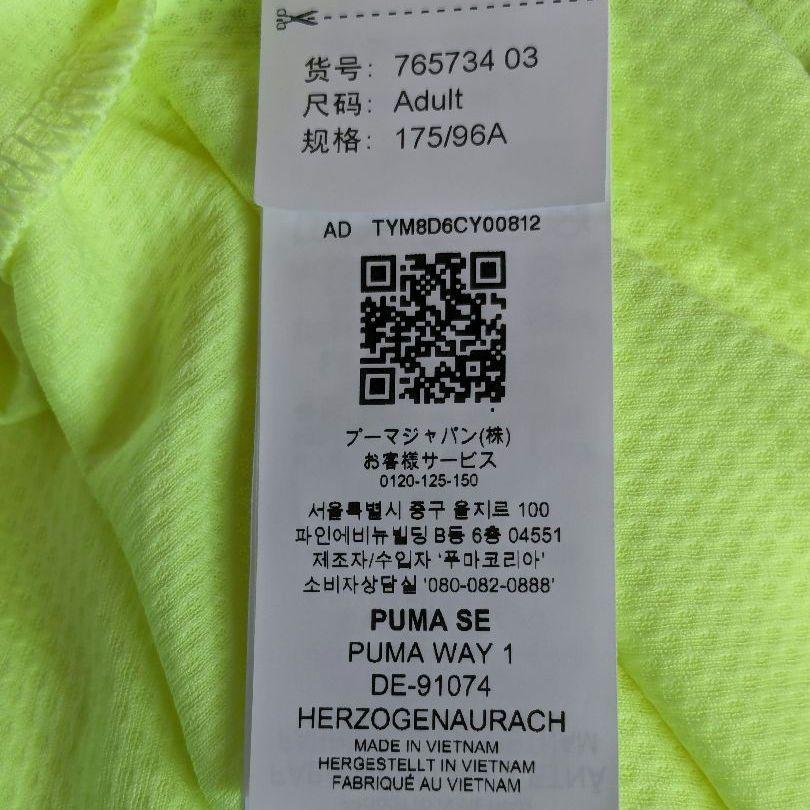 货号: 765734 03
尺码: Adult
规格: 175/96A
AD TYM8D6CY00812
プーマジャパン(株)
お客様サービス
0120-125-150
서울특별시 중구 을지르 100
파인에비뉴빌딩 B동 6층 04551
제조자/수입자 '푸마코리아'
소비자상담실 '080-082-0888'
PUMA SE
PUMA WAY 1
DE-91074
HERZOGENAURACH
MADE IN VIETNAM
HERGESTELLT IN VIETNAM
FABRIQUÉ AU VIETNAM